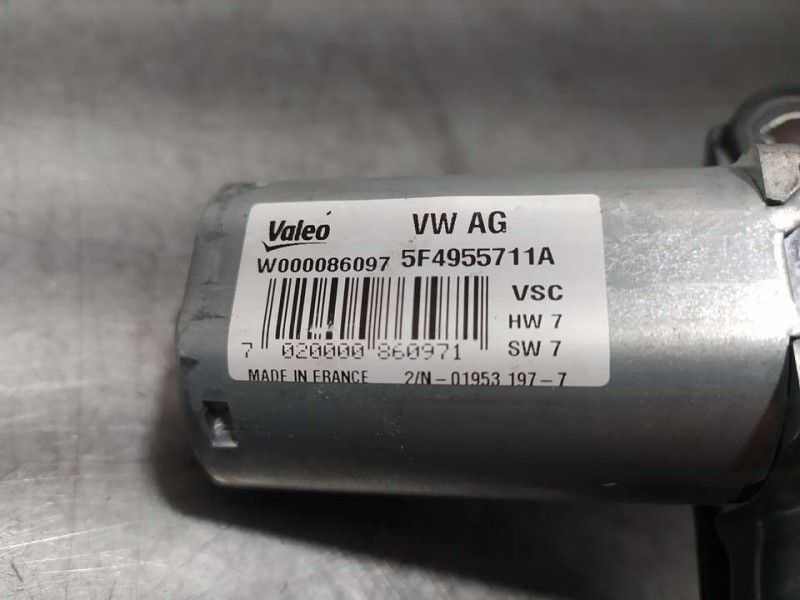 Valeo VW AG
W000086097 5F4955711A
VSC
HW 7
7 020000 860971 SW 7
MADE IN FRANCE 2/N-01953 197-7